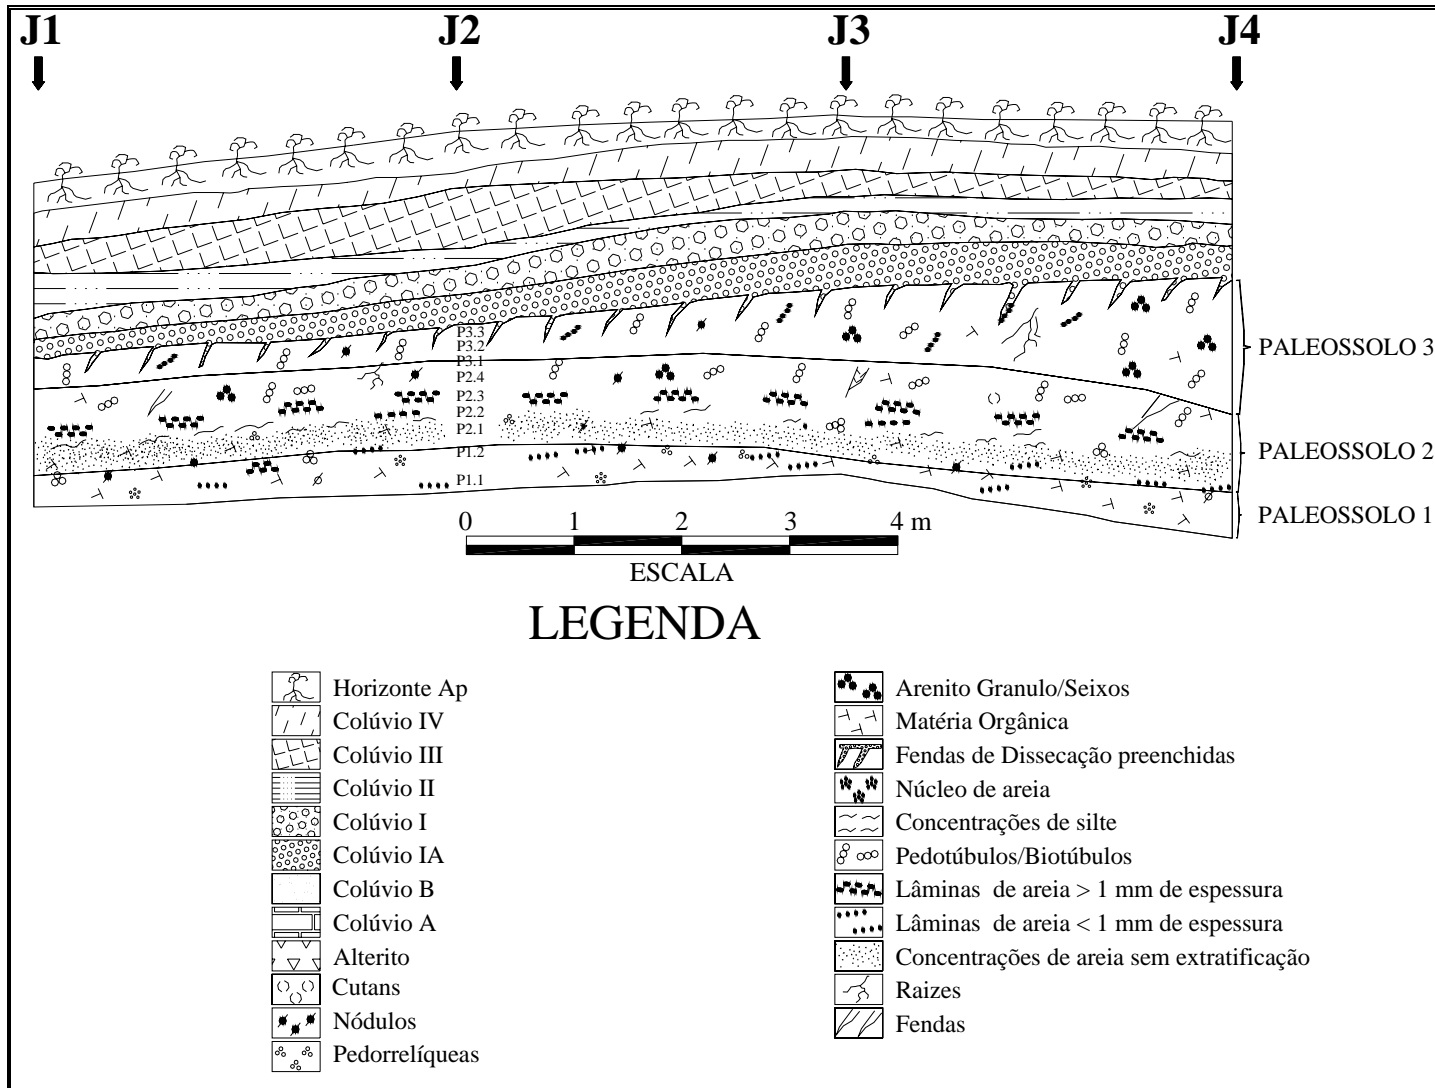 J1 J2 J3 J4
P3.3
P3.2
P3.1
P2.4
P2.3
P2.2
P2.1
P1.2
P1.1
PALEOSSOLO 3
PALEOSSOLO 2
PALEOSSOLO 1
0 1 2 3 4 m
ESCALA
LEGENDA
Horizonte Ap
Colúvio IV
Colúvio III
Colúvio II
Colúvio I
Colúvio IA
Colúvio B
Colúvio A
Alterito
Cutans
Nódulos
Pedorrelíqueas
Arenito Granulo/Seixos
Matéria Orgânica
Fendas de Dissecação preenchidas
Núcleo de areia
Concentrações de silte
Pedotúbulos/Biotúbulos
Lâminas de areia > 1 mm de espessura
Lâminas de areia < 1 mm de espessura
Concentrações de areia sem extratificação
Raizes
Fendas